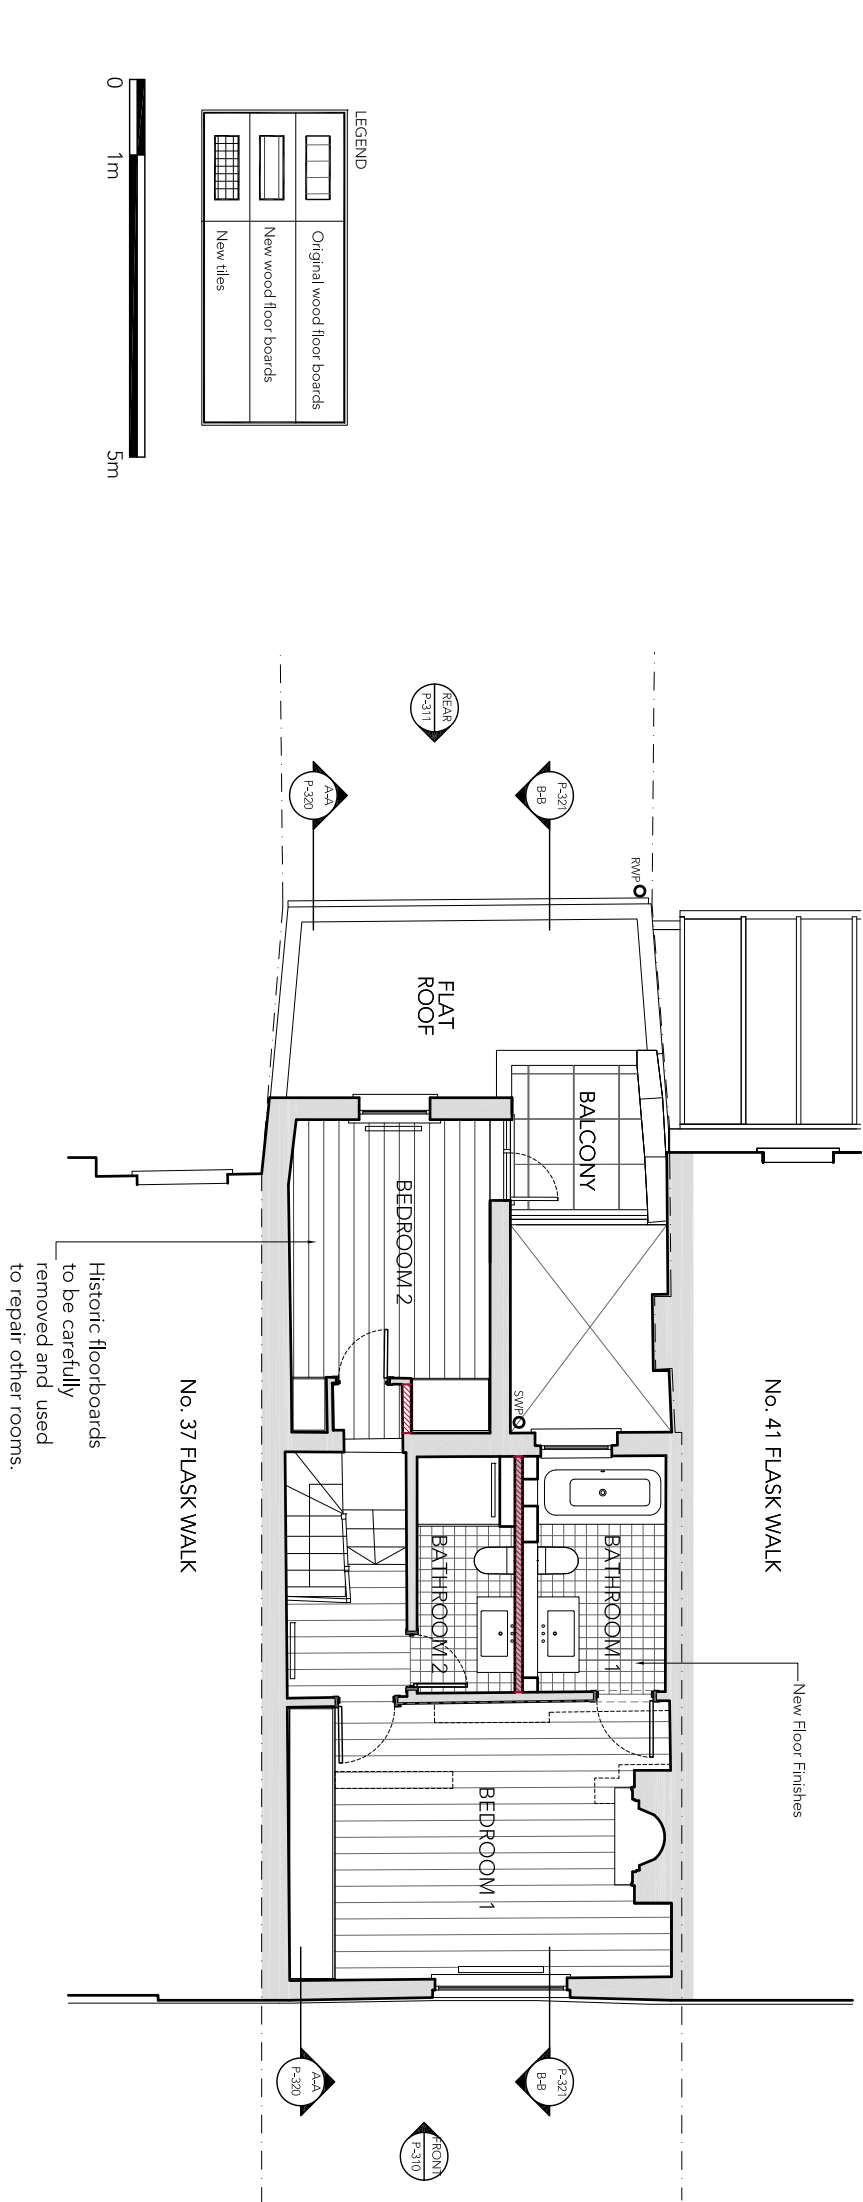 LEGEND
Original wood floor boards
New wood floor boards
New tiles
0
1m
5m
REAR
P-311
P-321
B-B
A-A
P-320
RWP
FLAT
ROOF
BALCONY
BEDROOM 2
SWP
No. 41 FLASK WALK
No. 37 FLASK WALK
Historic floorboards
to be carefully
removed and used
to repair other rooms.
BATHROOM 1
BATHROOM 2
New Floor Finishes
BEDROOM 1
P-321
B-B
A-A
P-320
FRONT
P-310